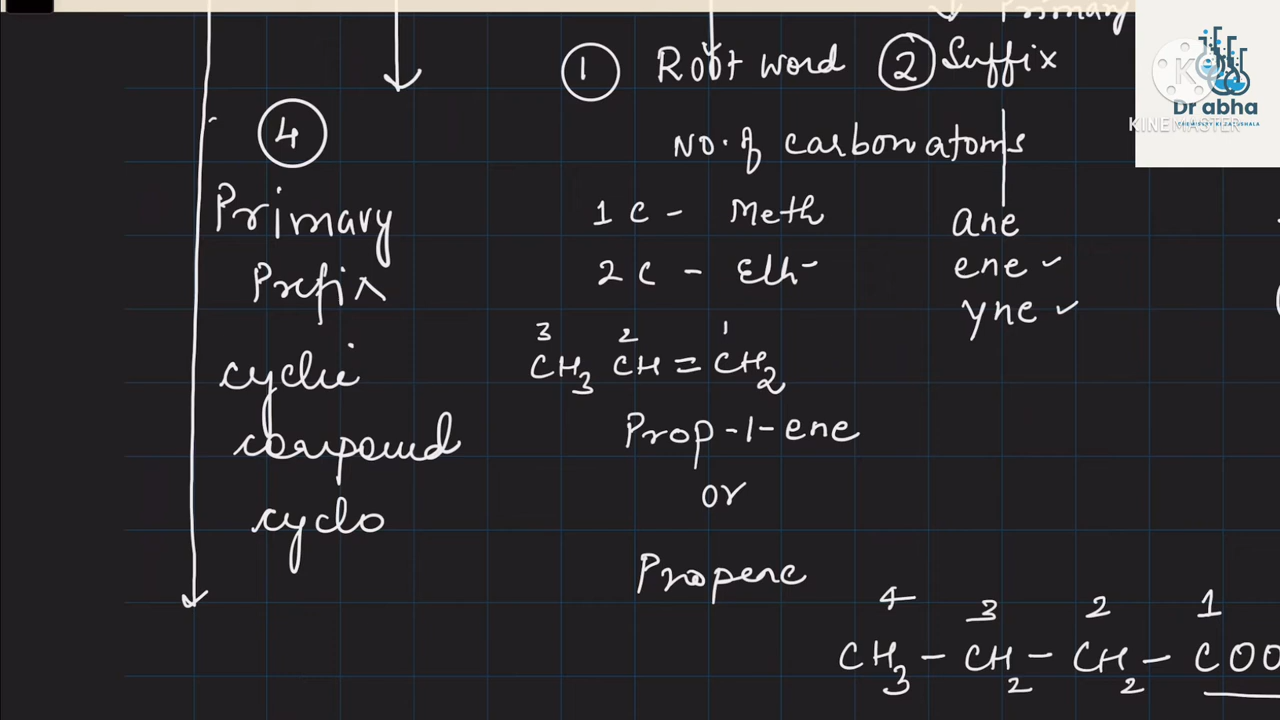 Primary
① Root word ② Suffix
Dr abha
KINEMASTER
④
No. of carbon atoms
Primary
Prefix
1 C - Meth
2 C - Eth-
ane
ene ✓
yne ✓
3 2 1
CH₃ CH = CH₂
cyclic
compound
cyclo
Prop-1-ene
or
Propene
4 3 2 1
CH₃ - CH₂ - CH₂ - COO